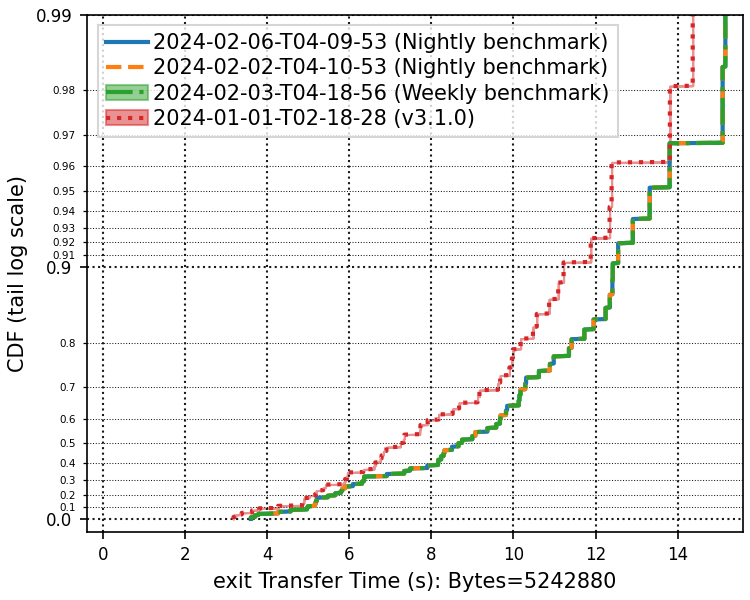 0.99
2024-02-06-T04-09-53 (Nightly benchmark)
2024-02-02-T04-10-53 (Nightly benchmark)
2024-02-03-T04-18-56 (Weekly benchmark)
2024-01-01-T02-18-28 (v3.1.0)
0.98
0.97
0.96
0.95
0.94
0.93
0.92
0.91
0.9
0.8
0.7
0.6
0.5
0.4
0.3
0.2
0.1
0.0
CDF (tail log scale)
0 2 4 6 8 10 12 14
exit Transfer Time (s): Bytes=5242880